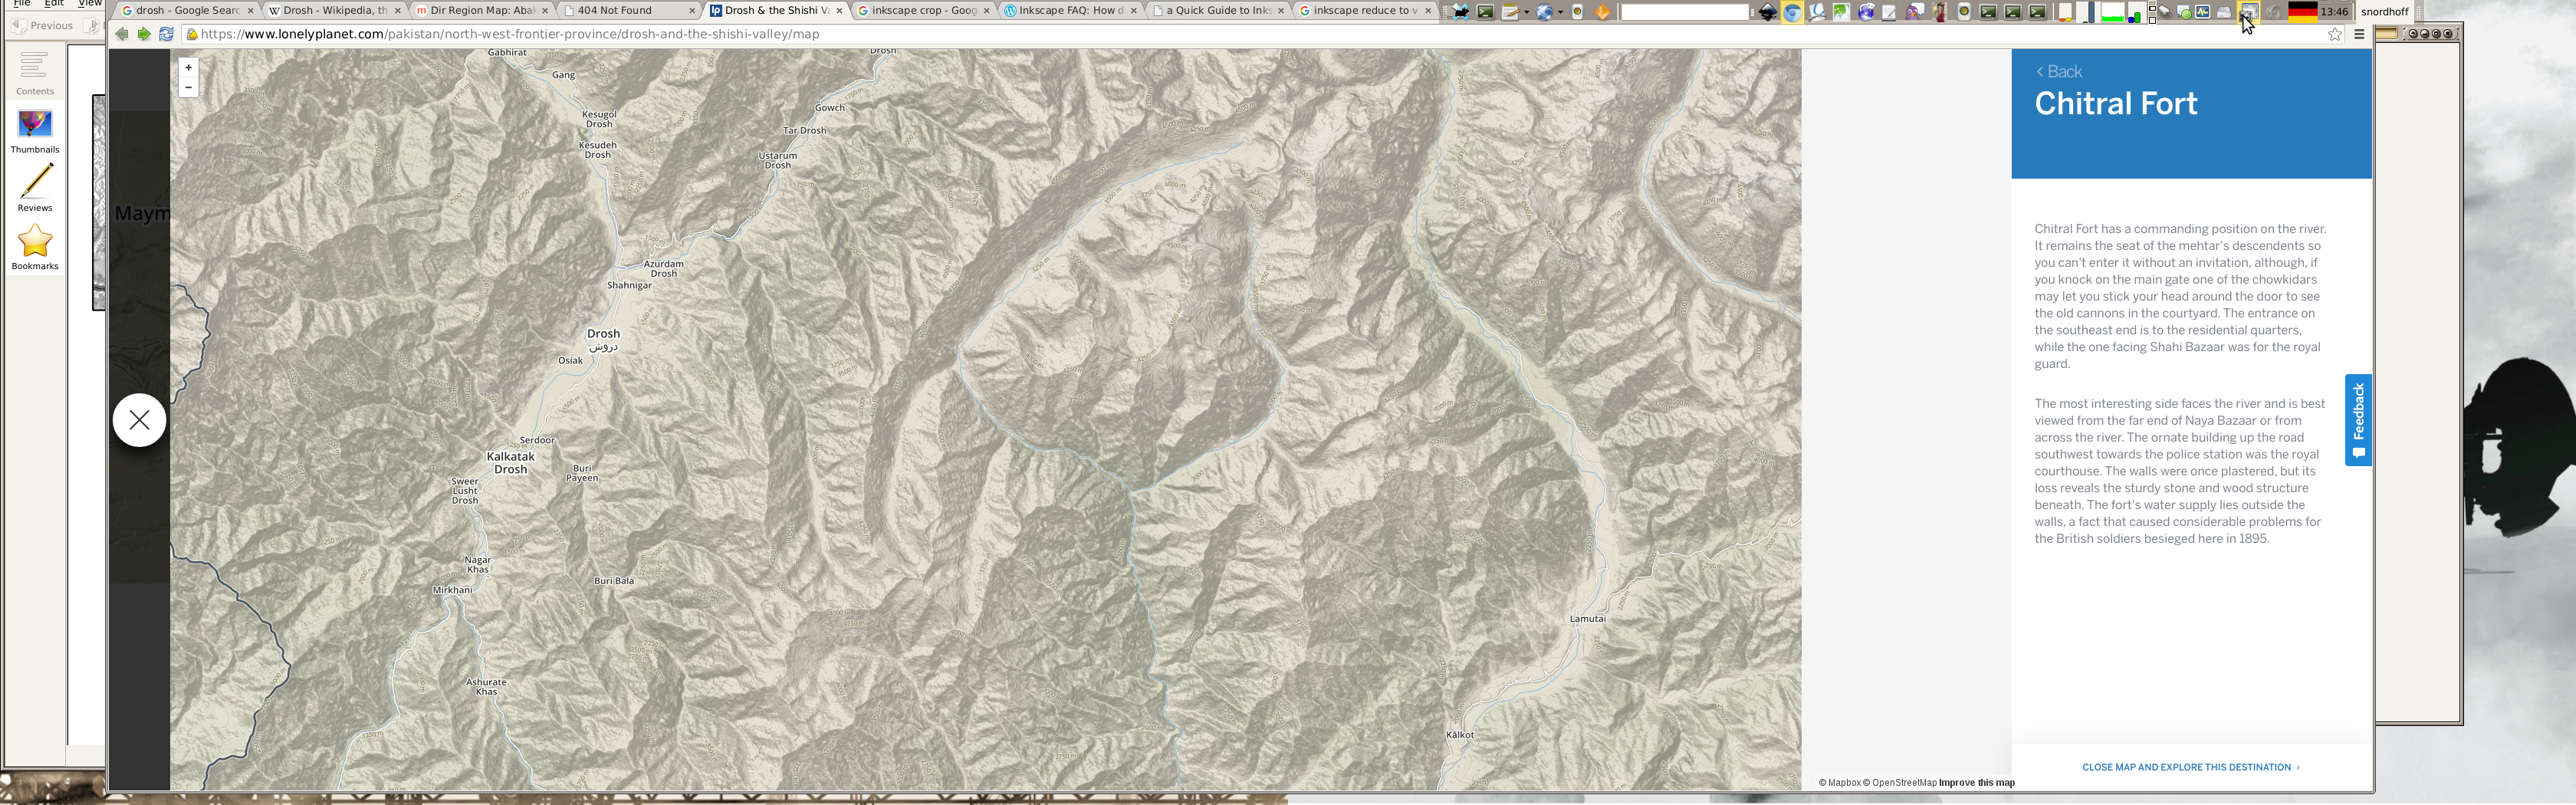 File Edit View
drosh - Google Searc
Drosh - Wikipedia, th
Dir Region Map: Abai
404 Not Found
Drosh & the Shishi Va
inkscape crop - Goog
Inkscape FAQ: How d
a Quick Guide to Inks
inkscape reduce to v
13:46
snordhoff
Previous
https://www.lonelyplanet.com/pakistan/north-west-frontier-province/drosh-and-the-shishi-valley/map
Contents
Thumbnails
Reviews
Bookmarks
Maym
+
−
Drosh
Gabhirat
Gang
Gowch
Kesugol
Drosh
Tar Drosh
Kesudeh
Drosh
Ustarum
Drosh
Azurdam
Drosh
Shahnigar
Drosh
دروش
Osiak
Serdoor
Kalkatak
Drosh
Buri
Payeen
Sweer
Lusht
Drosh
Nagar
Khas
Buri Bala
Mirkhani
Lamutai
Ashurate
Khas
Kālkot
© Mapbox © OpenStreetMap Improve this map
Back
Chitral Fort
Chitral Fort has a commanding position on the river.
It remains the seat of the mehtar's descendents so
you can't enter it without an invitation, although, if
you knock on the main gate one of the chowkidars
may let you stick your head around the door to see
the old cannons in the courtyard. The entrance on
the southeast end is to the residential quarters,
while the one facing Shahi Bazaar was for the royal
guard.
The most interesting side faces the river and is best
viewed from the far end of Naya Bazaar or from
across the river. The ornate building up the road
southwest towards the police station was the royal
courthouse. The walls were once plastered, but its
loss reveals the sturdy stone and wood structure
beneath. The fort's water supply lies outside the
walls, a fact that caused considerable problems for
the British soldiers besieged here in 1895.
Feedback
CLOSE MAP AND EXPLORE THIS DESTINATION